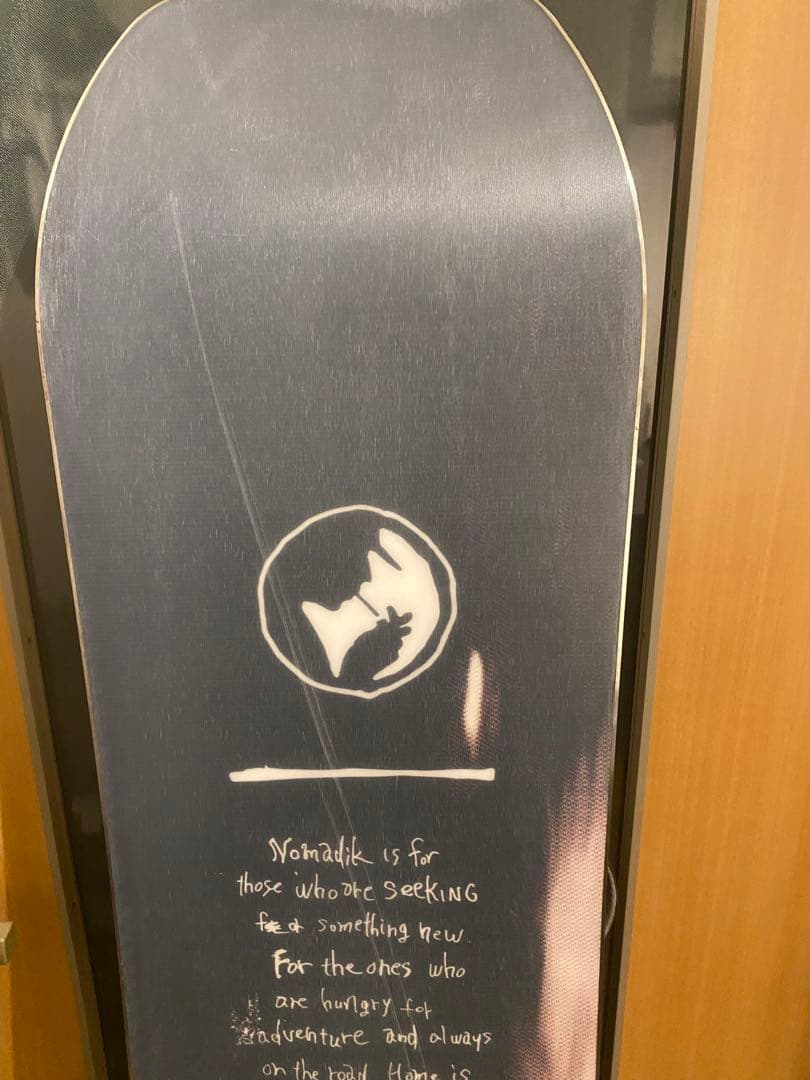 Nomadik is for
those who are SeeKING
something new.
For the ones who
are hungry for
adventure and always
on the road Home is